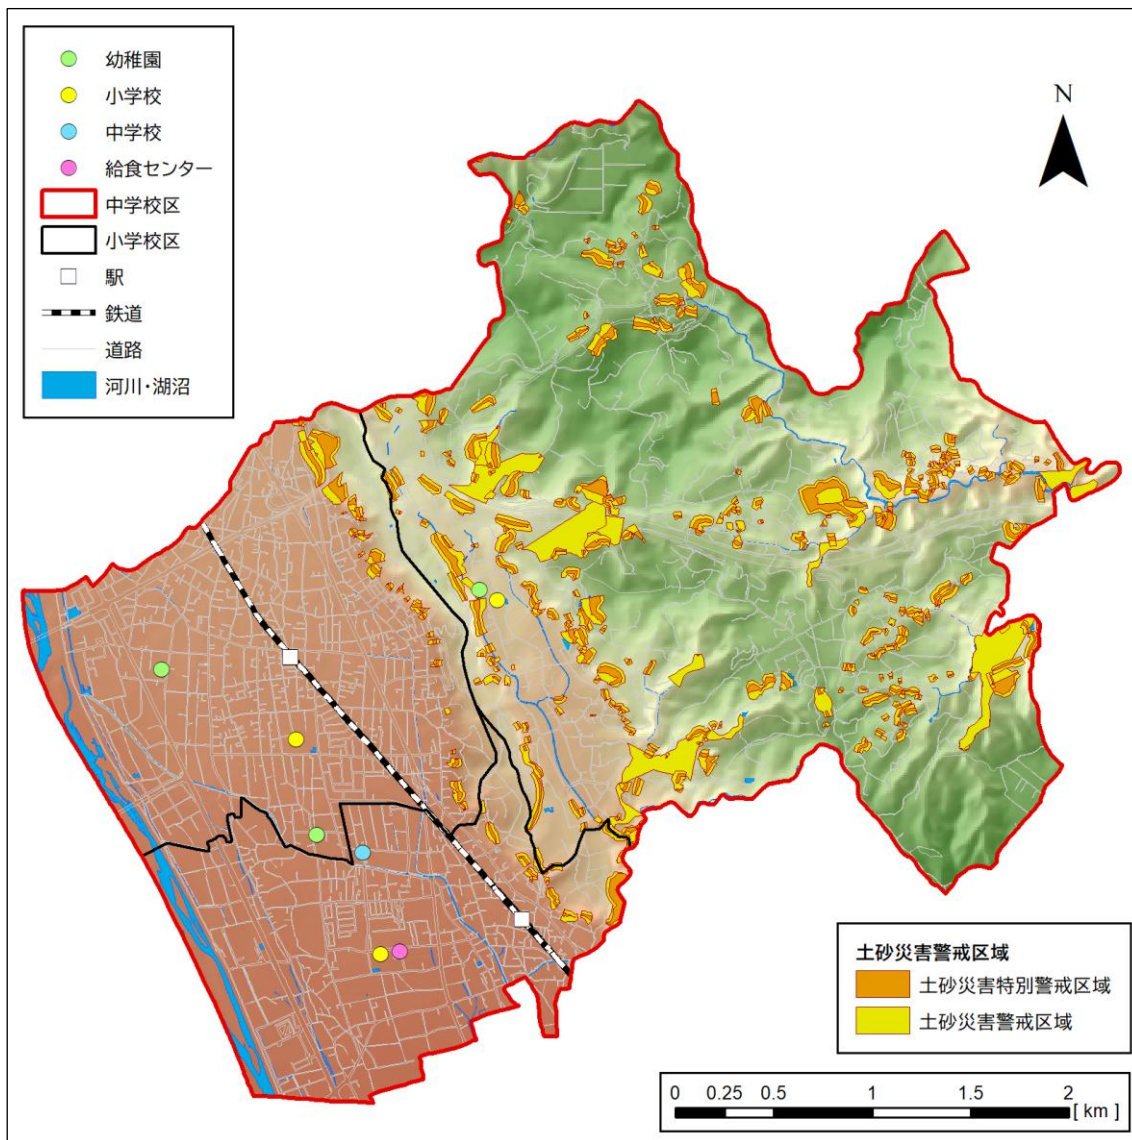 幼稚園
小学校
中学校
給食センター
中学校区
小学校区
駅
鉄道
道路
河川・湖沼
N
土砂災害警戒区域
土砂災害特別警戒区域
土砂災害警戒区域
0 0.25 0.5 1 1.5 2
[ km ]